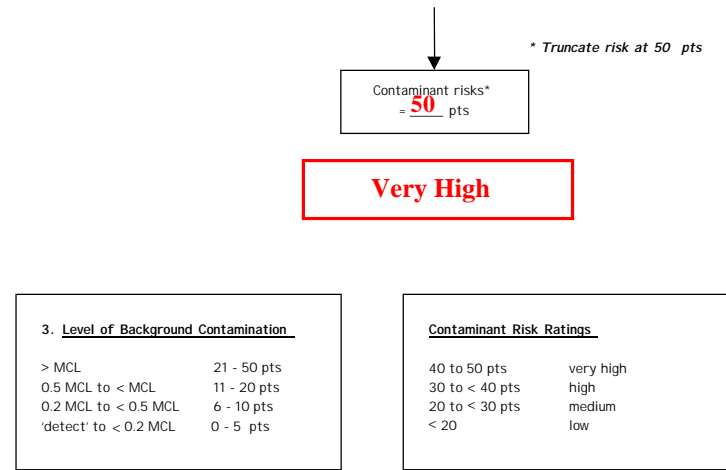 * Truncate risk at 50 pts
Contaminant risks*
= 50 pts
Very High
3. Level of Background Contamination
> MCL 21 - 50 pts
0.5 MCL to < MCL 11 - 20 pts
0.2 MCL to < 0.5 MCL 6 - 10 pts
'detect' to < 0.2 MCL 0 - 5 pts
Contaminant Risk Ratings
40 to 50 pts very high
30 to < 40 pts high
20 to < 30 pts medium
< 20 low